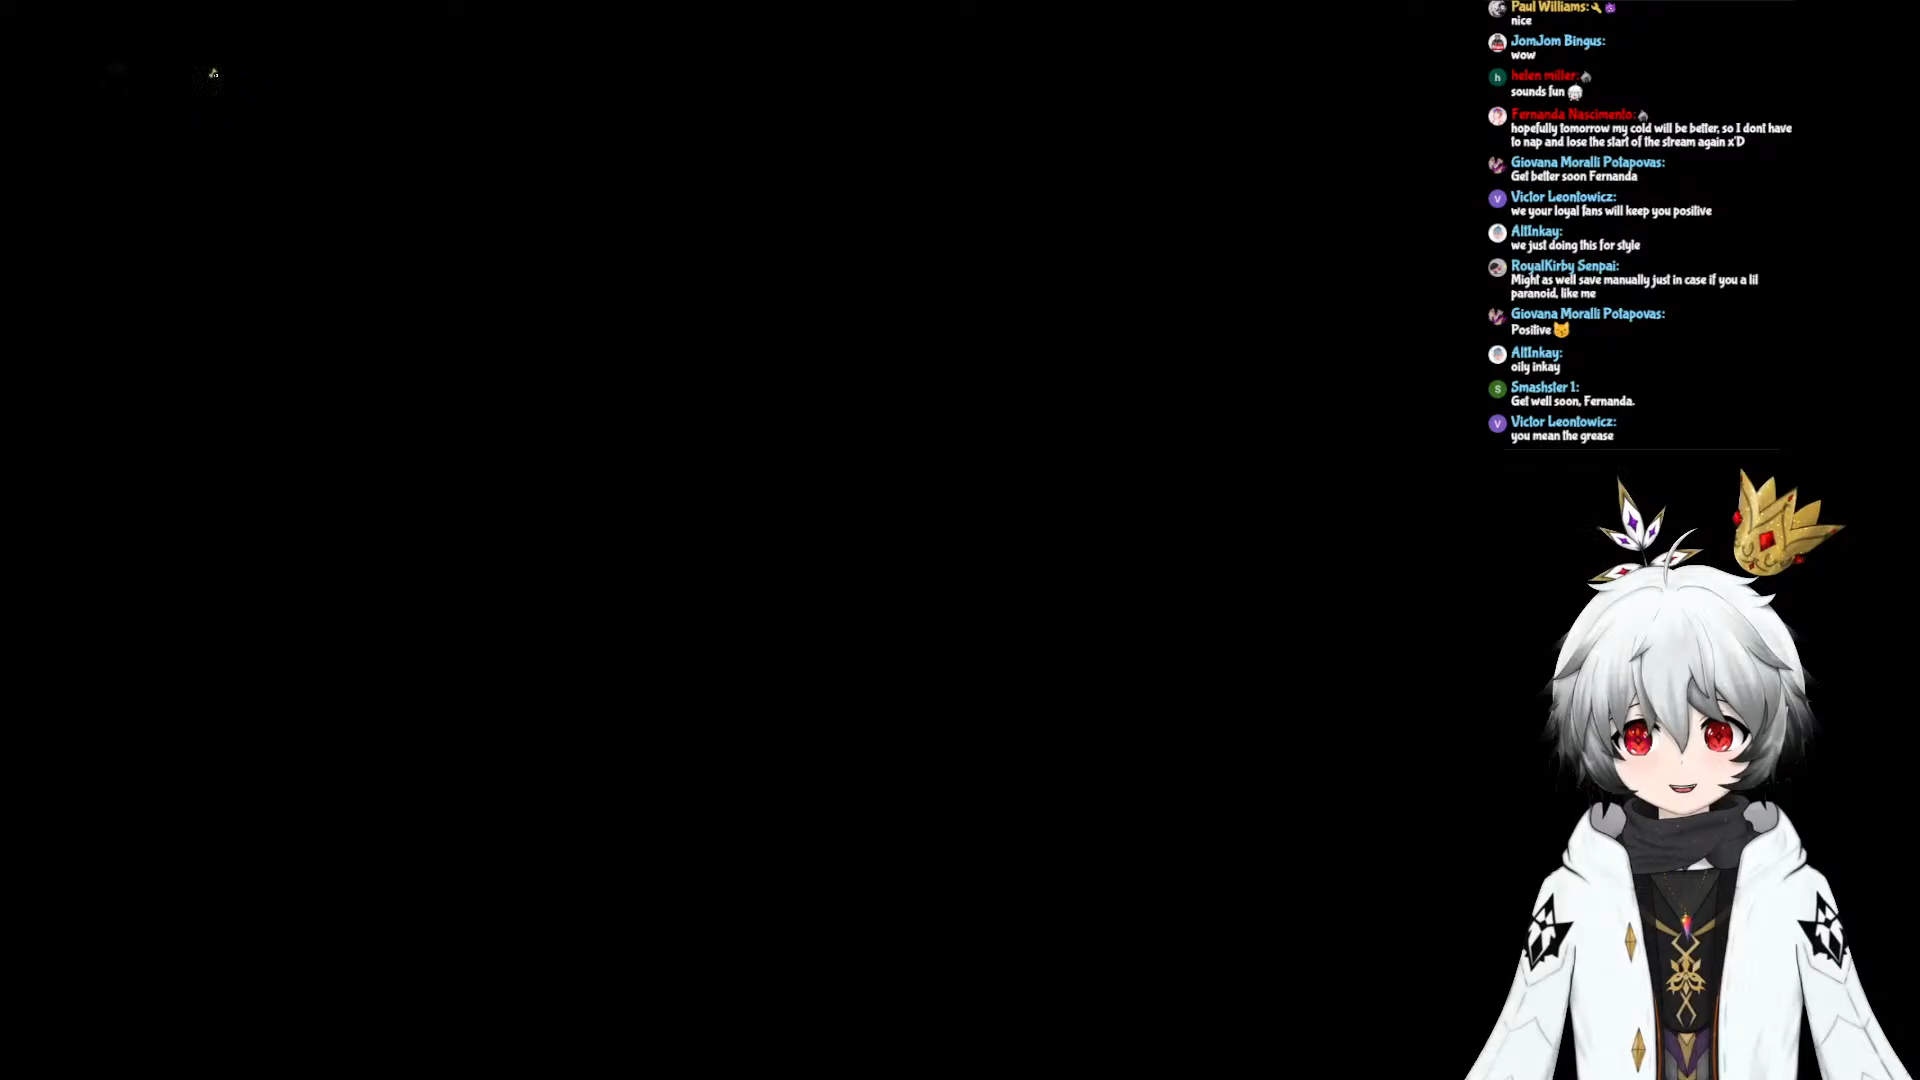 Paul Williams:
nice
JomJom Bingus:
wow
h
helen miller:
sounds fun
Fernanda Nascimento:
hopefully tomorrow my cold will be better, so I dont have
to nap and lose the start of the stream again x'D
Giovana Moralli Potapovas:
Get better soon Fernanda
V
Victor Leontowicz:
we your loyal fans will keep you positive
AltInkay:
we just doing this for style
RoyalKirby Senpai:
Might as well save manually just in case if you a lil
paranoid, like me
Giovana Moralli Potapovas:
Positive
AltInkay:
oily inkay
S
Smashster 1:
Get well soon, Fernanda.
V
Victor Leontowicz:
you mean the grease